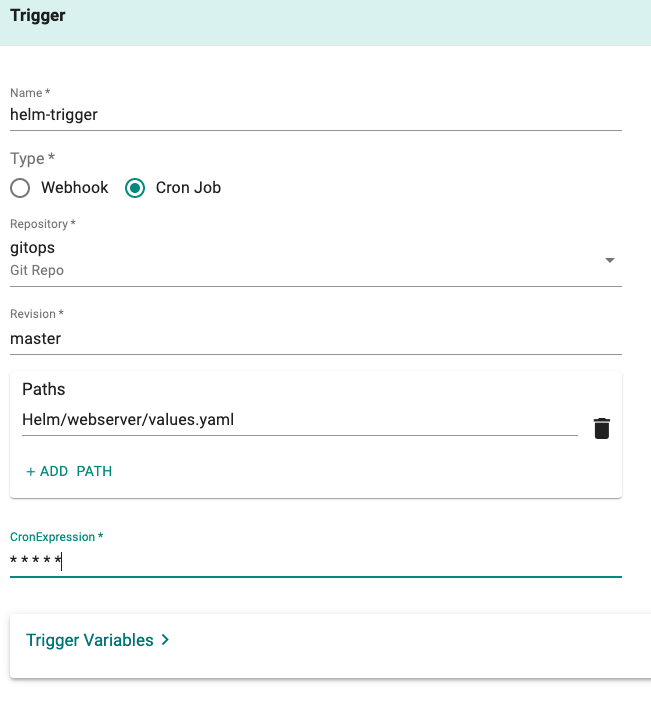 Trigger
Name *
helm-trigger
Type *
Webhook Cron Job
Repository *
gitops
Git Repo
Revision *
master
Paths
Helm/webserver/values.yaml
+ ADD PATH
CronExpression *
* * * * *
Trigger Variables >